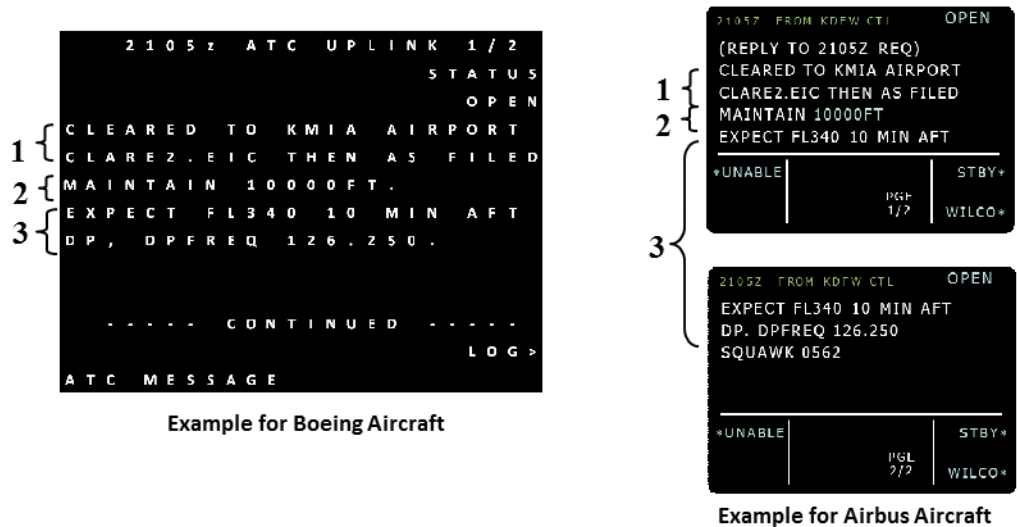 2105z ATC UPLINK 1/2
STATUS
OPEN
1
CLEARED TO KMIA AIRPORT
CLARE2.EIC THEN AS FILED
2
MAINTAIN 10000FT.
3
EXPECT FL340 10 MIN AFT
DP, DPFREQ 126.250.
----- CONTINUED -----
LOG>
ATC MESSAGE
Example for Boeing Aircraft
2105Z FROM KDFW CTL OPEN
(REPLY TO 2105Z REQ)
1
CLEARED TO KMIA AIRPORT
CLARE2.EIC THEN AS FILED
2
MAINTAIN 10000FT
EXPECT FL340 10 MIN AFT
*UNABLE STBY*
PGE
1/2 WILCO*
3
2105Z FROM KDFW CTL OPEN
EXPECT FL340 10 MIN AFT
DP. DPFREQ 126.250
SQUAWK 0562
*UNABLE STBY*
PGE
2/2 WILCO*
Example for Airbus Aircraft